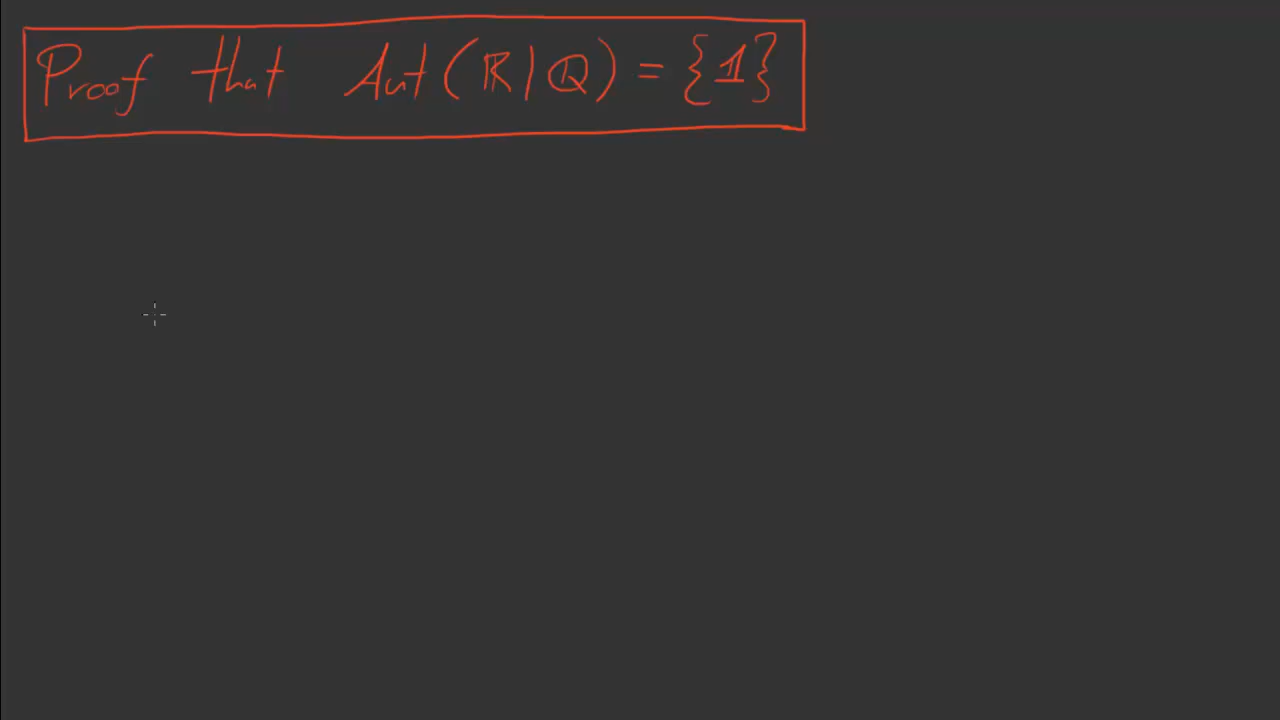 Proof that Aut(ℝ|ℚ) = {1}